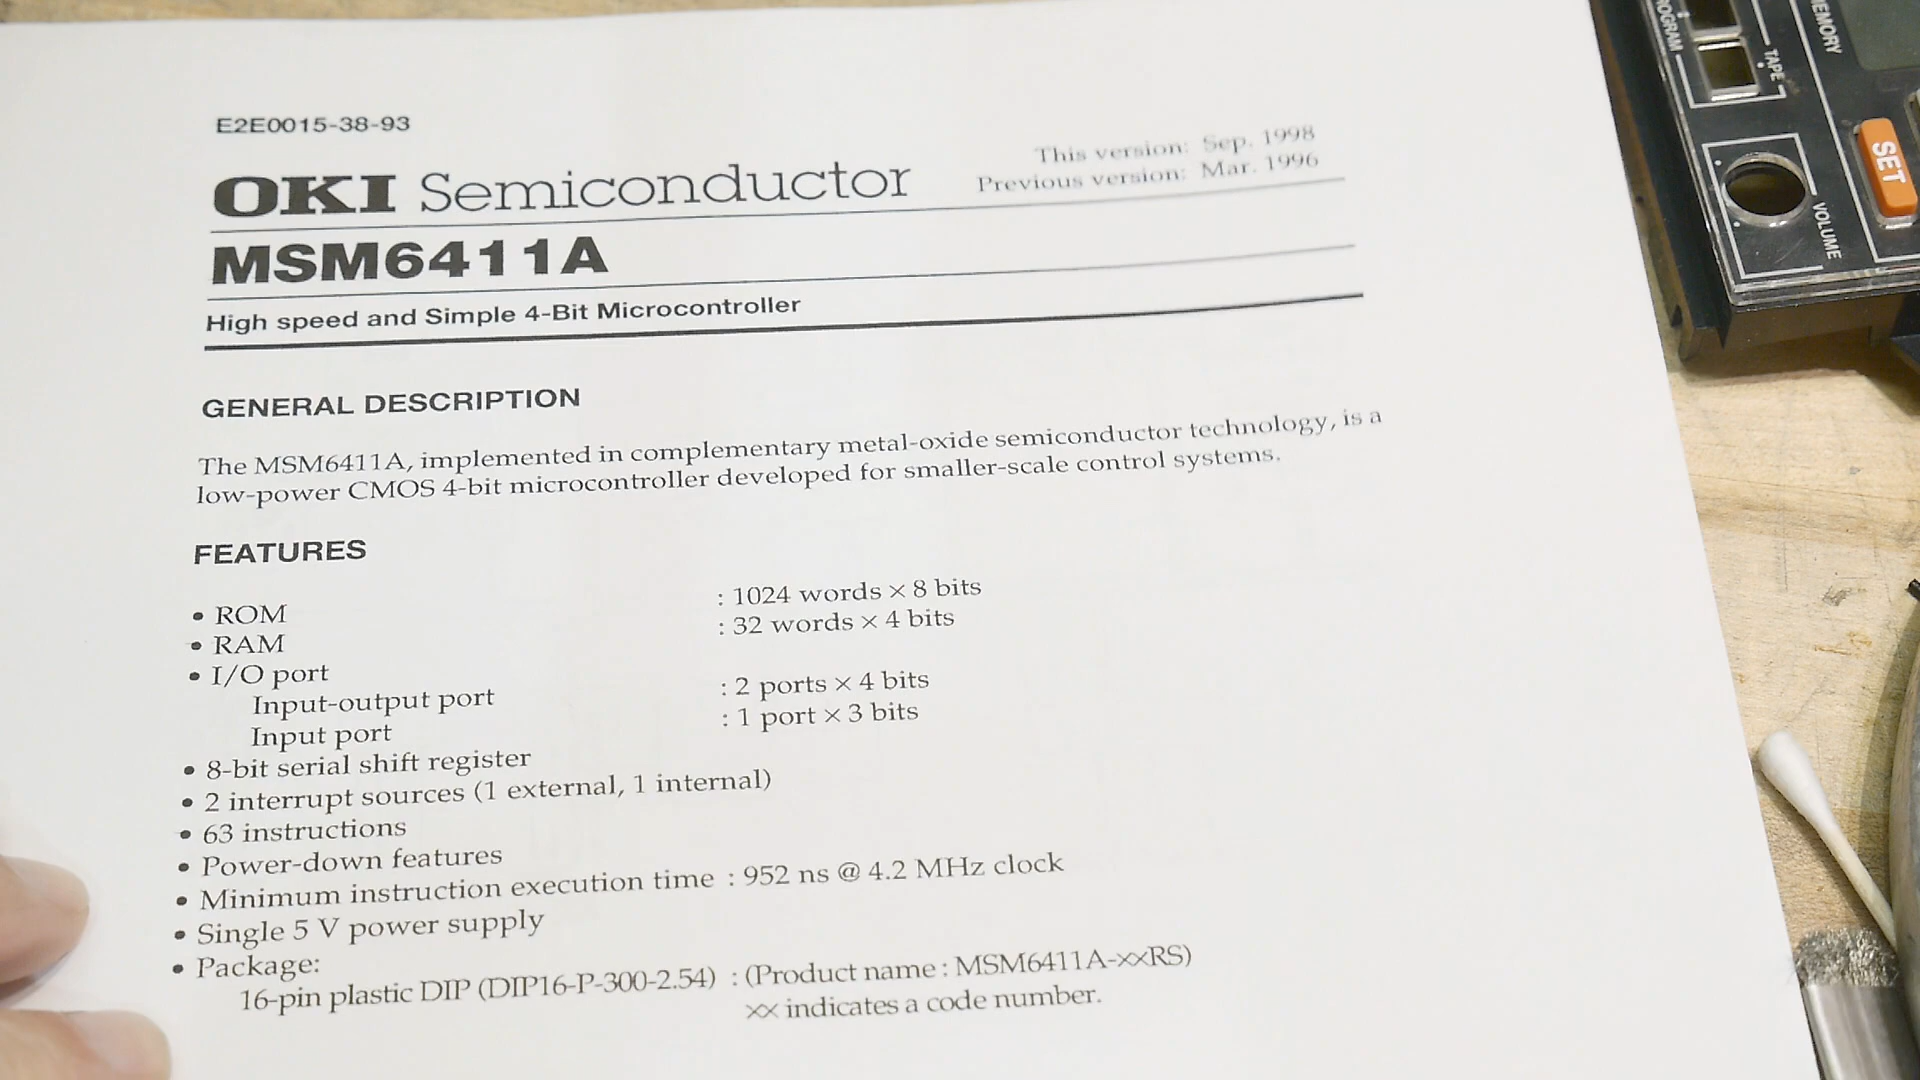 E2E0015-38-93
OKI Semiconductor
This version: Sep. 1998
Previous version: Mar. 1996
MSM6411A
High speed and Simple 4-Bit Microcontroller
GENERAL DESCRIPTION
The MSM6411A, implemented in complementary metal-oxide semiconductor technology, is a
low-power CMOS 4-bit microcontroller developed for smaller-scale control systems.
FEATURES
• ROM : 1024 words × 8 bits
• RAM : 32 words × 4 bits
• I/O port
Input-output port : 2 ports × 4 bits
Input port : 1 port × 3 bits
• 8-bit serial shift register
• 2 interrupt sources (1 external, 1 internal)
• 63 instructions
• Power-down features
• Minimum instruction execution time : 952 ns @ 4.2 MHz clock
• Single 5 V power supply
• Package:
16-pin plastic DIP (DIP16-P-300-2.54) : (Product name : MSM6411A-xxRS)
xx indicates a code number.
TAPE
VOLUME
SET